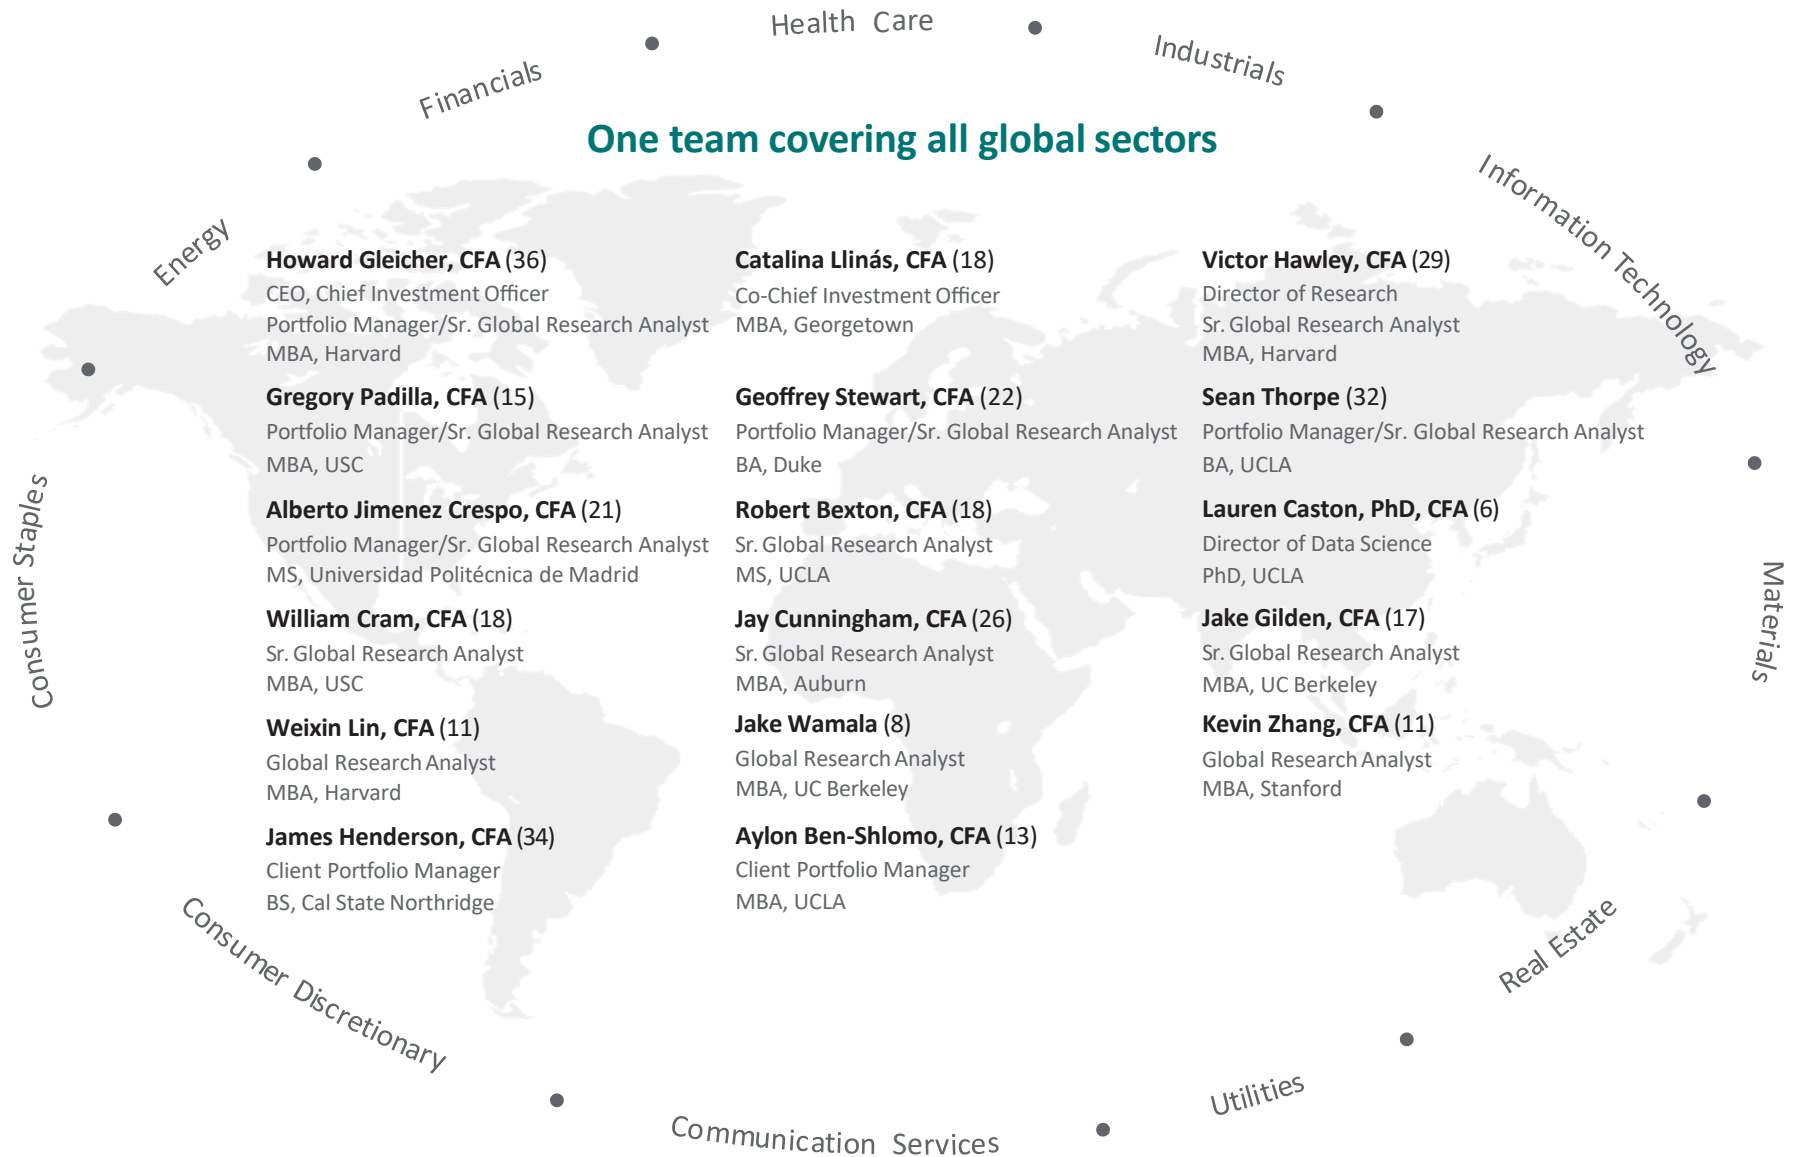 Health Care
Industrials
Financials
One team covering all global sectors
Information Technology
Energy
Howard Gleicher, CFA (36)
CEO, Chief Investment Officer
Portfolio Manager/Sr. Global Research Analyst
MBA, Harvard
Catalina Llinás, CFA (18)
Co-Chief Investment Officer
MBA, Georgetown
Victor Hawley, CFA (29)
Director of Research
Sr. Global Research Analyst
MBA, Harvard
Gregory Padilla, CFA (15)
Portfolio Manager/Sr. Global Research Analyst
MBA, USC
Geoffrey Stewart, CFA (22)
Portfolio Manager/Sr. Global Research Analyst
BA, Duke
Sean Thorpe (32)
Portfolio Manager/Sr. Global Research Analyst
BA, UCLA
Alberto Jimenez Crespo, CFA (21)
Portfolio Manager/Sr. Global Research Analyst
MS, Universidad Politécnica de Madrid
Robert Bexton, CFA (18)
Sr. Global Research Analyst
MS, UCLA
Lauren Caston, PhD, CFA (6)
Director of Data Science
PhD, UCLA
Consumer Staples
Materials
William Cram, CFA (18)
Sr. Global Research Analyst
MBA, USC
Jay Cunningham, CFA (26)
Sr. Global Research Analyst
MBA, Auburn
Jake Gilden, CFA (17)
Sr. Global Research Analyst
MBA, UC Berkeley
Weixin Lin, CFA (11)
Global Research Analyst
MBA, Harvard
Jake Wamala (8)
Global Research Analyst
MBA, UC Berkeley
Kevin Zhang, CFA (11)
Global Research Analyst
MBA, Stanford
James Henderson, CFA (34)
Client Portfolio Manager
BS, Cal State Northridge
Aylon Ben-Shlomo, CFA (13)
Client Portfolio Manager
MBA, UCLA
Consumer Discretionary
Real Estate
Utilities
Communication Services